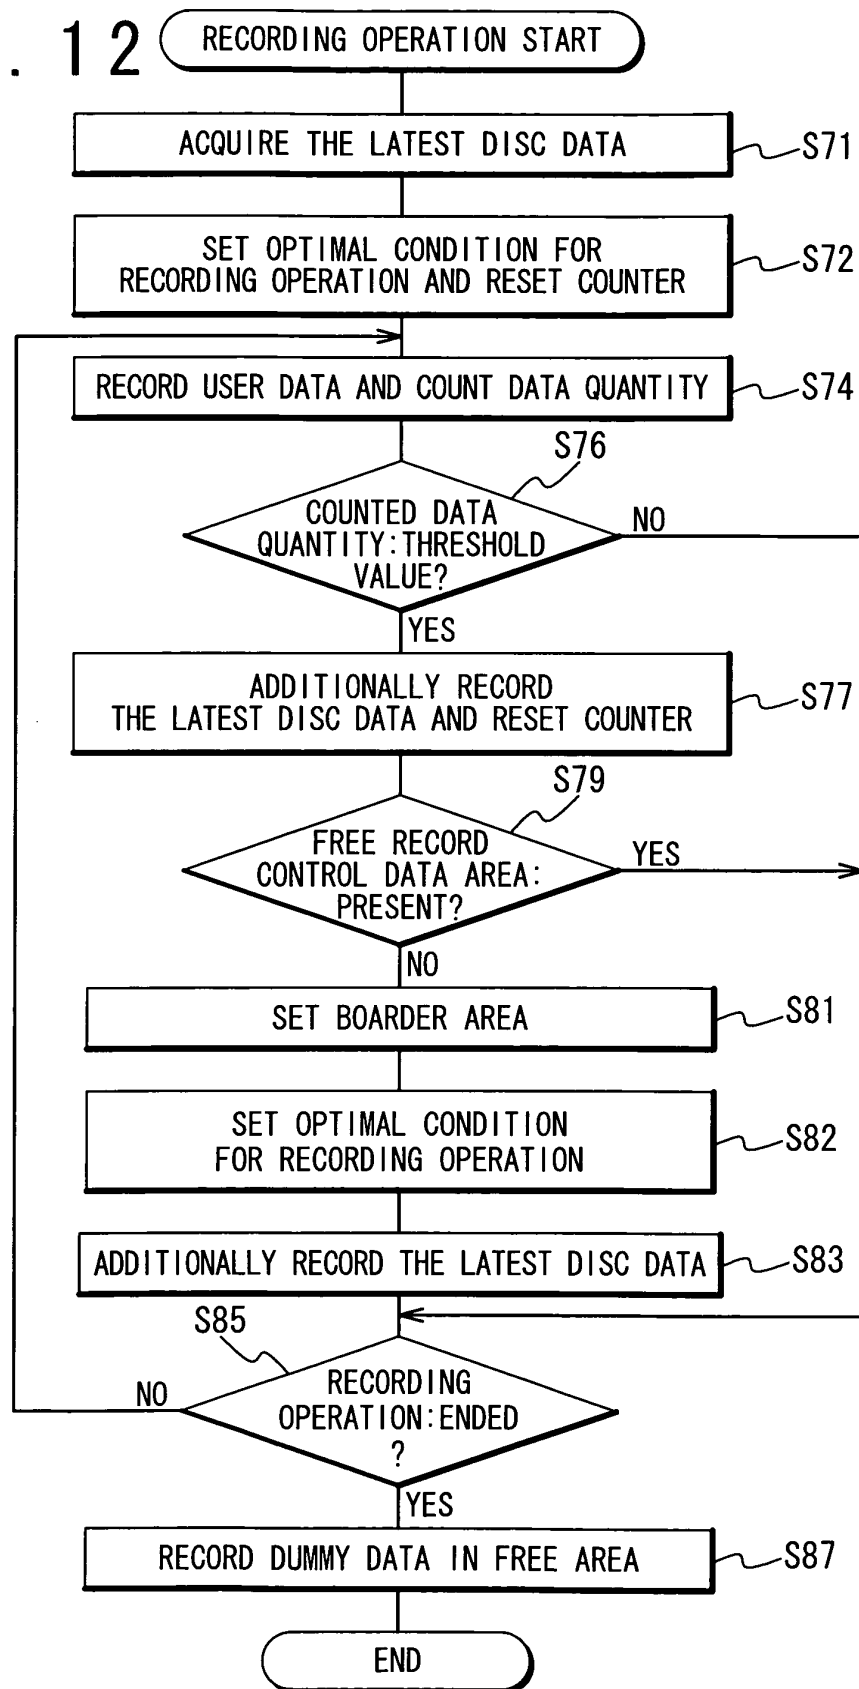 . 12
RECORDING OPERATION START
ACQUIRE THE LATEST DISC DATA
S71
SET OPTIMAL CONDITION FOR
RECORDING OPERATION AND RESET COUNTER
S72
RECORD USER DATA AND COUNT DATA QUANTITY
S74
S76
COUNTED DATA
QUANTITY:THRESHOLD
VALUE?
NO
YES
ADDITIONALLY RECORD
THE LATEST DISC DATA AND RESET COUNTER
S77
S79
FREE RECORD
CONTROL DATA AREA:
PRESENT?
YES
NO
SET BOARDER AREA
S81
SET OPTIMAL CONDITION
FOR RECORDING OPERATION
S82
ADDITIONALLY RECORD THE LATEST DISC DATA
S83
S85
RECORDING
OPERATION:ENDED
?
NO
YES
RECORD DUMMY DATA IN FREE AREA
S87
END